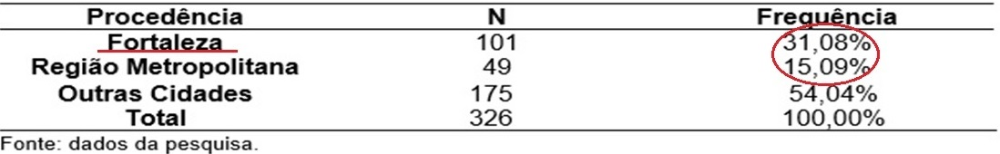 Procedência N Frequência
Fortaleza 101 31,08%
Região Metropolitana 49 15,09%
Outras Cidades 175 54,04%
Total 326 100,00%
Fonte: dados da pesquisa.